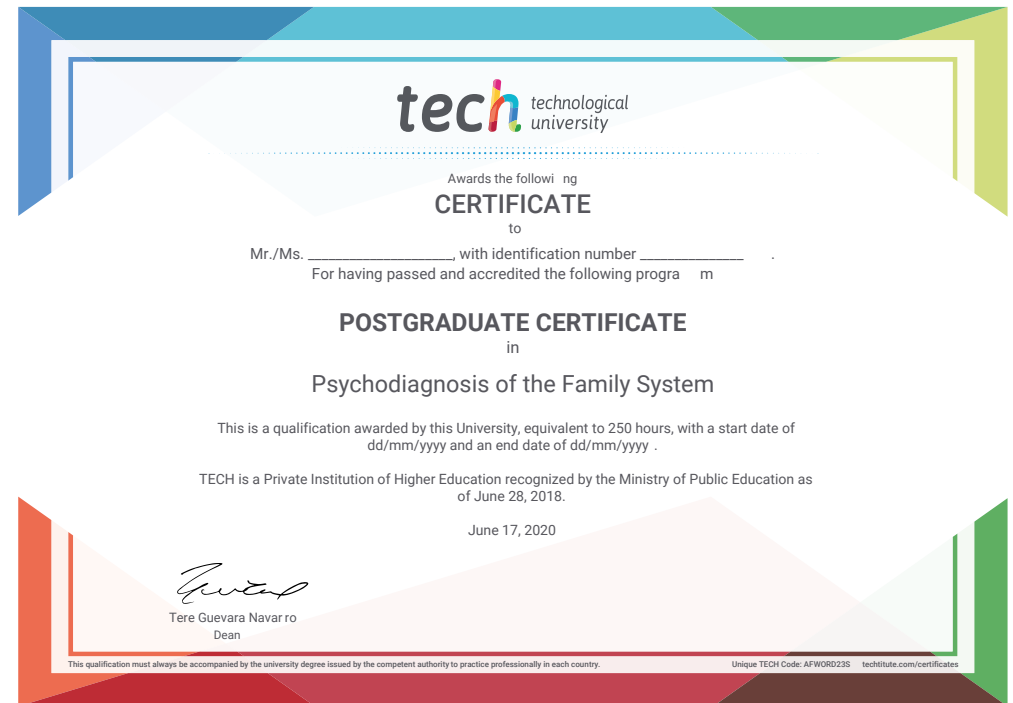 tech technological
university
Awards the followi ng
CERTIFICATE
to
Mr./Ms. _____________________, with identification number _______________ .
For having passed and accredited the following progra m
POSTGRADUATE CERTIFICATE
in
Psychodiagnosis of the Family System
This is a qualification awarded by this University, equivalent to 250 hours, with a start date of
dd/mm/yyyy and an end date of dd/mm/yyyy .
TECH is a Private Institution of Higher Education recognized by the Ministry of Public Education as
of June 28, 2018.
June 17, 2020
Tere Guevara Navarro
Dean
This qualification must always be accompanied by the university degree issued by the competent authority to practice professionally in each country.
Unique TECH Code: AFWORD23S techtitute.com/certificates